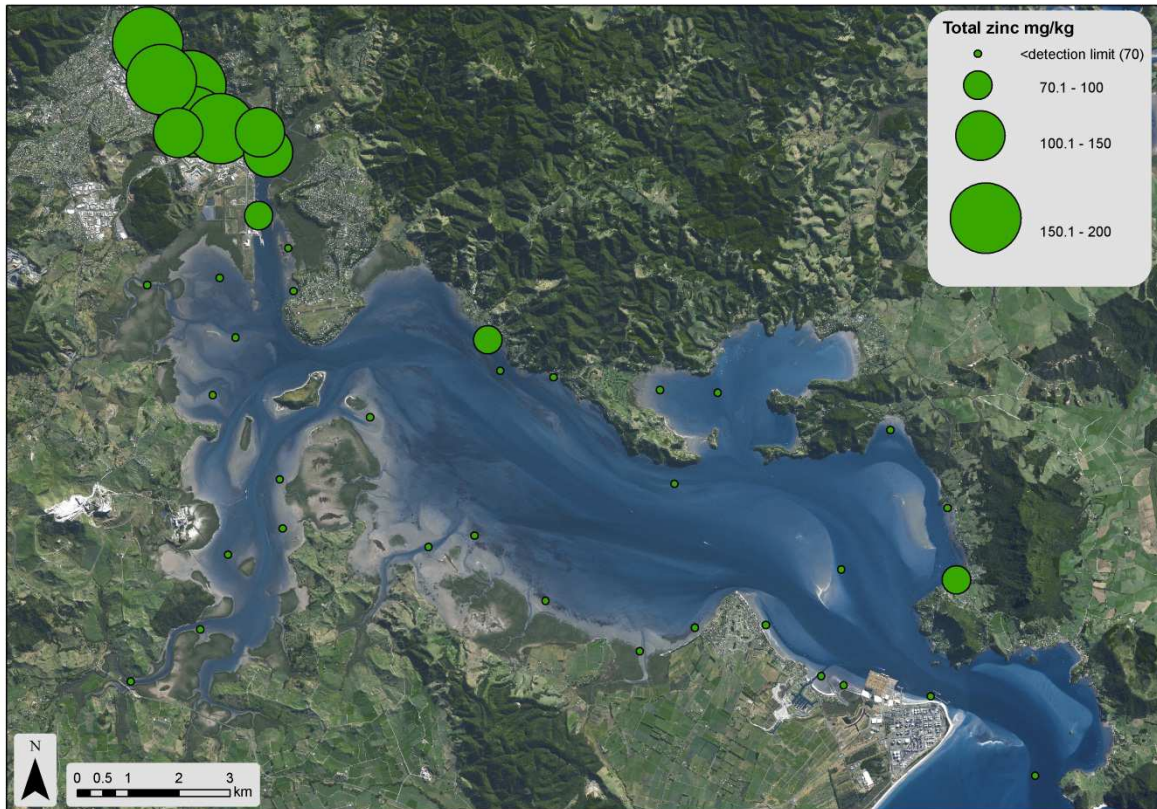 Total zinc mg/kg
<detection limit (70)
70.1 - 100
100.1 - 150
150.1 - 200
N
0 0.5 1 2 3
km